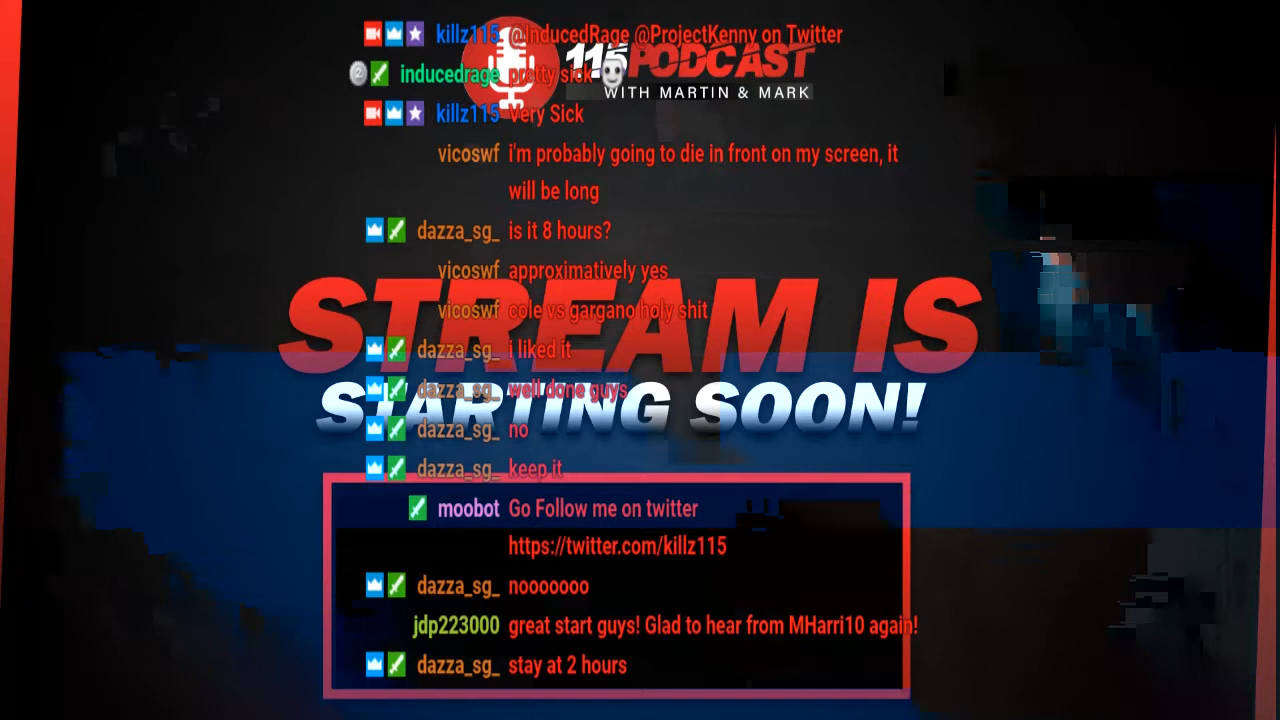 killz115 @InducedRage @ProjectKenny on Twitter
115 PODCAST
inducedrage pretty sick
WITH MARTIN & MARK
killz115 Very Sick
vicoswf i'm probably going to die in front on my screen, it
will be long
dazza_sg_ is it 8 hours?
vicoswf approximatively yes
vicoswf cole vs gargano holy shit
STREAM IS
dazza_sg_ i liked it
dazza_sg_ well done guys
STARTING SOON!
dazza_sg_ no
dazza_sg_ keep it
moobot Go Follow me on twitter
https://twitter.com/killz115
dazza_sg_ nooooooo
jdp223000 great start guys! Glad to hear from MHarri10 again!
dazza_sg_ stay at 2 hours